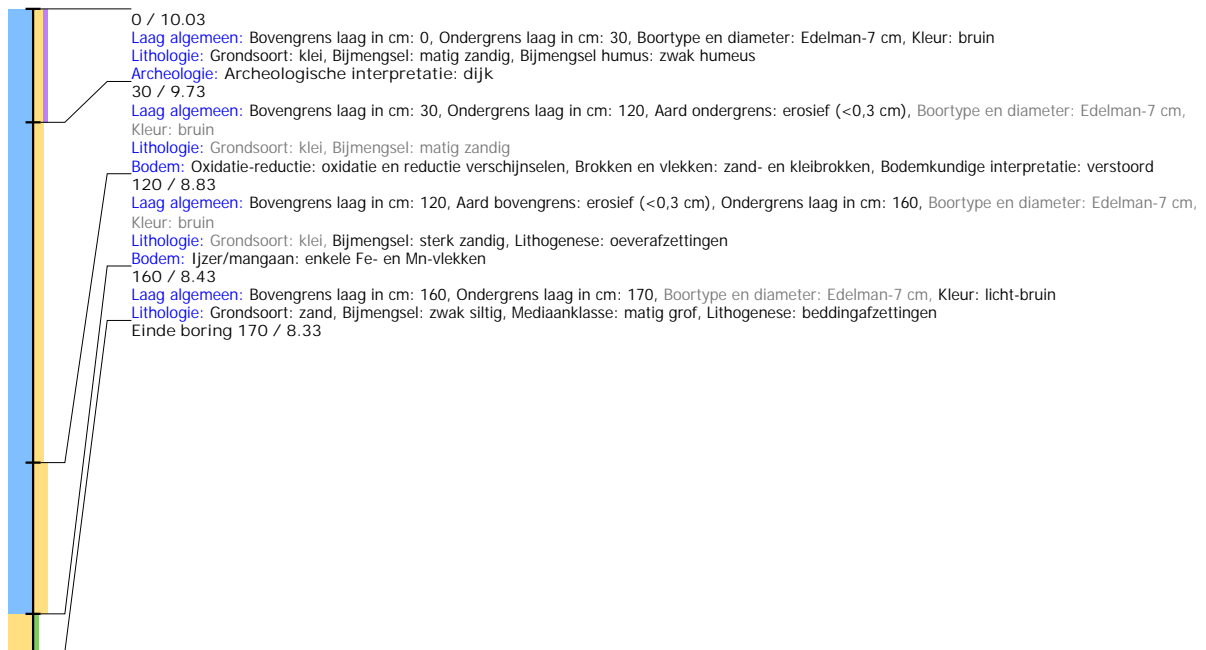 0 / 10.03
Laag algemeen: Bovengrens laag in cm: 0, Ondergrens laag in cm: 30, Boortype en diameter: Edelman-7 cm, Kleur: bruin
Lithologie: Grondsoort: klei, Bijmengsel: matig zandig, Bijmengsel humus: zwak humeus
Archeologie: Archeologische interpretatie: dijk
30 / 9.73
Laag algemeen: Bovengrens laag in cm: 30, Ondergrens laag in cm: 120, Aard ondergrens: erosief (<0,3 cm), Boortype en diameter: Edelman-7 cm,
Kleur: bruin
Lithologie: Grondsoort: klei, Bijmengsel: matig zandig
Bodem: Oxidatie-reductie: oxidatie en reductie verschijnselen, Brokken en vlekken: zand- en kleibrokken, Bodemkundige interpretatie: verstoord
120 / 8.83
Laag algemeen: Bovengrens laag in cm: 120, Aard bovengrens: erosief (<0,3 cm), Ondergrens laag in cm: 160, Boortype en diameter: Edelman-7 cm,
Kleur: bruin
Lithologie: Grondsoort: klei, Bijmengsel: sterk zandig, Lithogenese: oeverafzettingen
Bodem: Ijzer/mangaan: enkele Fe- en Mn-vlekken
160 / 8.43
Laag algemeen: Bovengrens laag in cm: 160, Ondergrens laag in cm: 170, Boortype en diameter: Edelman-7 cm, Kleur: licht-bruin
Lithologie: Grondsoort: zand, Bijmengsel: zwak siltig, Mediaanklasse: matig grof, Lithogenese: beddingafzettingen
Einde boring 170 / 8.33